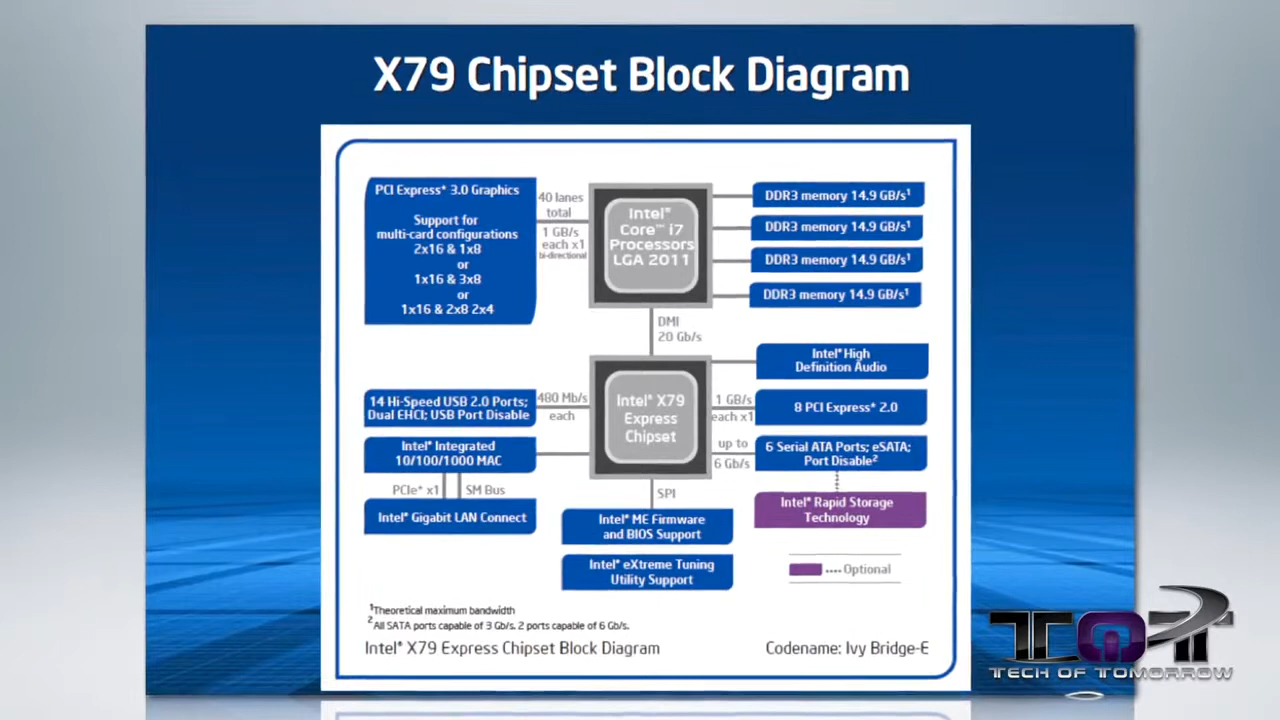 X79 Chipset Block Diagram
PCI Express* 3.0 Graphics
Support for
multi-card configurations
2x16 & 1x8
or
1x16 & 3x8
or
1x16 & 2x8 2x4
40 lanes
total
1 GB/s
each x1
bi-directional
Intel®
Core™ i7
Processors
LGA 2011
DDR3 memory 14.9 GB/s¹
DDR3 memory 14.9 GB/s¹
DDR3 memory 14.9 GB/s¹
DDR3 memory 14.9 GB/s¹
DMI
20 Gb/s
14 Hi-Speed USB 2.0 Ports;
Dual EHCI; USB Port Disable
480 Mb/s
each
Intel® Integrated
10/100/1000 MAC
PCIe* x1
SM Bus
Intel® Gigabit LAN Connect
Intel® X79
Express
Chipset
Intel® High
Definition Audio
1 GB/s
each x1
8 PCI Express* 2.0
up to
6 Gb/s
6 Serial ATA Ports; eSATA;
Port Disable²
Intel® Rapid Storage
Technology
SPI
Intel® ME Firmware
and BIOS Support
Intel® eXtreme Tuning
Utility Support
Optional
¹Theoretical maximum bandwidth
²All SATA ports capable of 3 Gb/s. 2 ports capable of 6 Gb/s.
Intel® X79 Express Chipset Block Diagram
Codename: Ivy Bridge-E
TOT
TECH OF TOMORROW